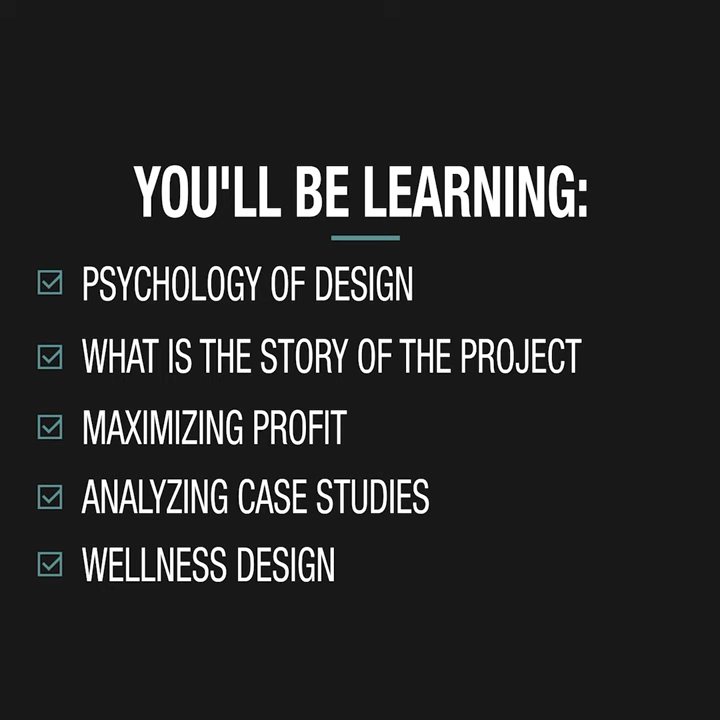 YOU'LL BE LEARNING:
PSYCHOLOGY OF DESIGN
WHAT IS THE STORY OF THE PROJECT
MAXIMIZING PROFIT
ANALYZING CASE STUDIES
WELLNESS DESIGN